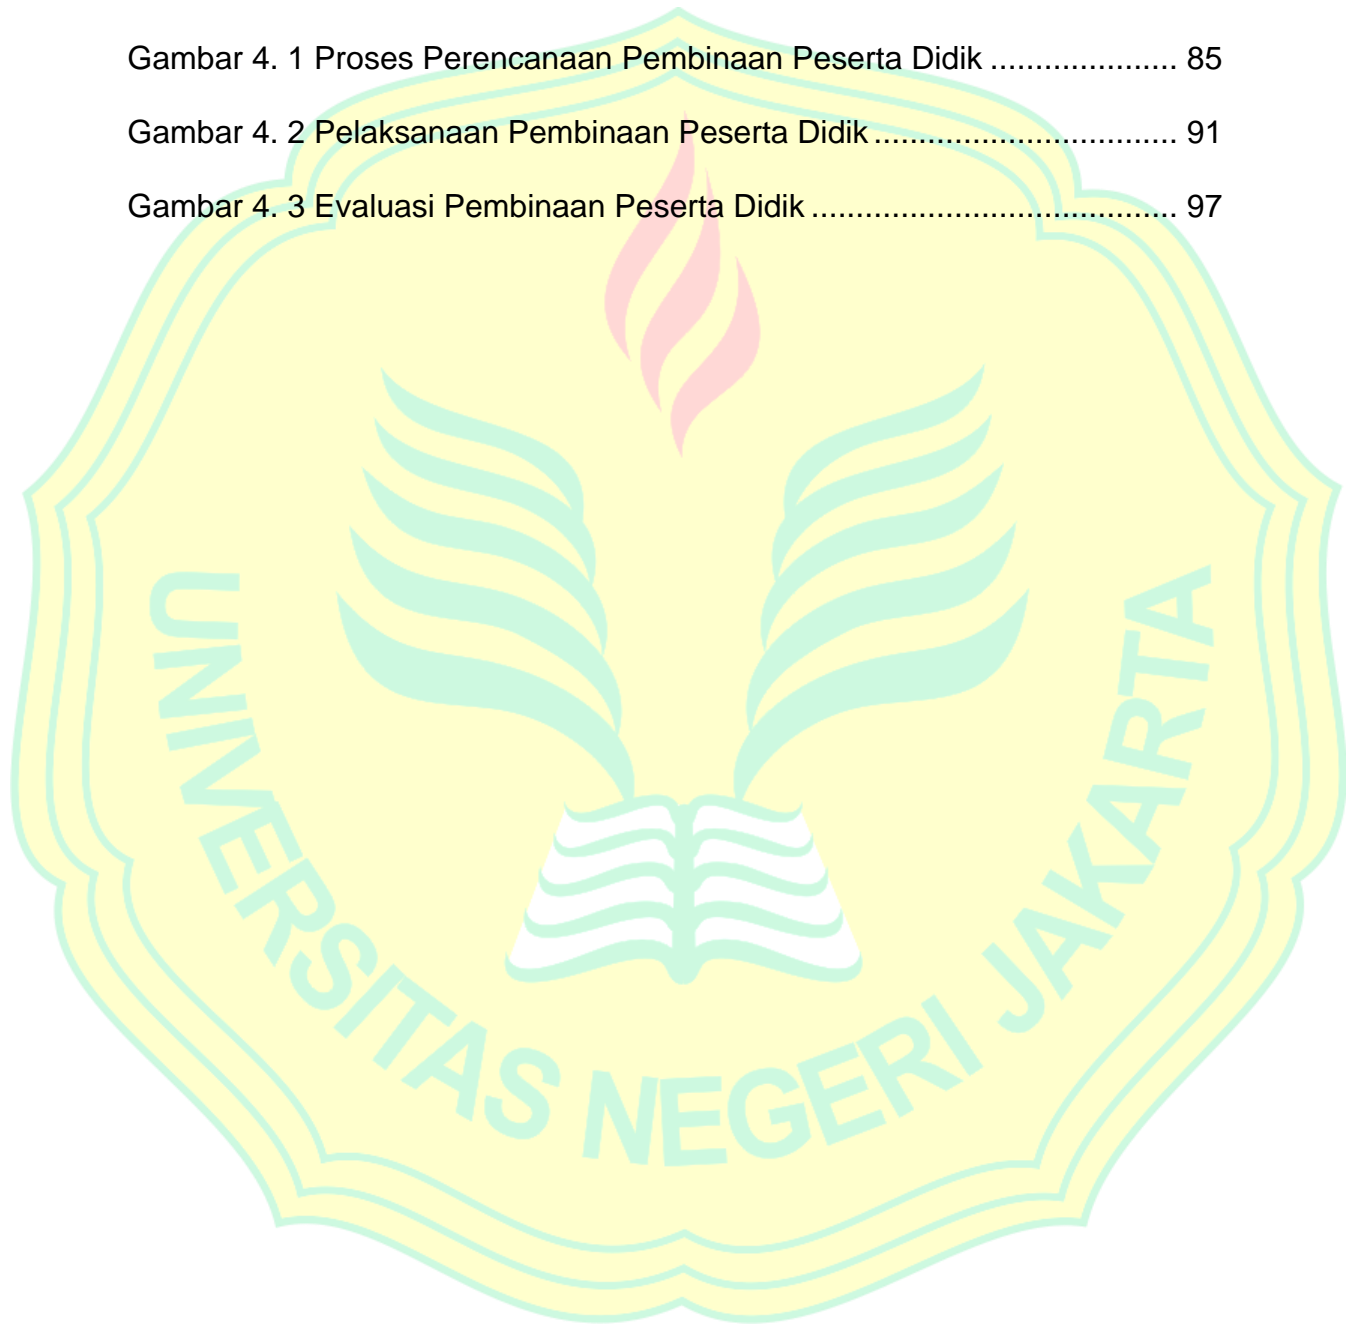 Gambar 4. 1 Proses Perencanaan Pembinaan Peserta Didik ..................... 85
Gambar 4. 2 Pelaksanaan Pembinaan Peserta Didik .................................. 91
Gambar 4. 3 Evaluasi Pembinaan Peserta Didik ......................................... 97
UNIVERSITAS NEGERI JAKARTA